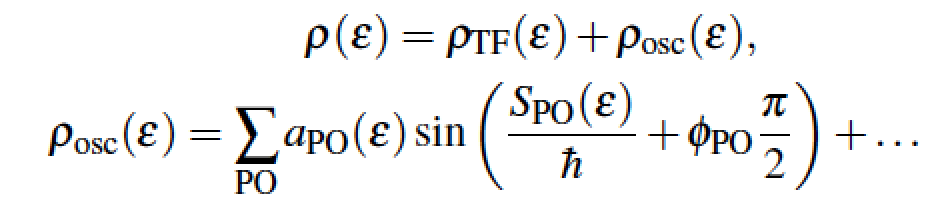 ρ(ε) = ρ_TF(ε) + ρ_osc(ε),
ρ_osc(ε) = ∑_PO a_PO(ε) sin ( S_PO(ε)/ħ + ϕ_PO π/2 ) + …